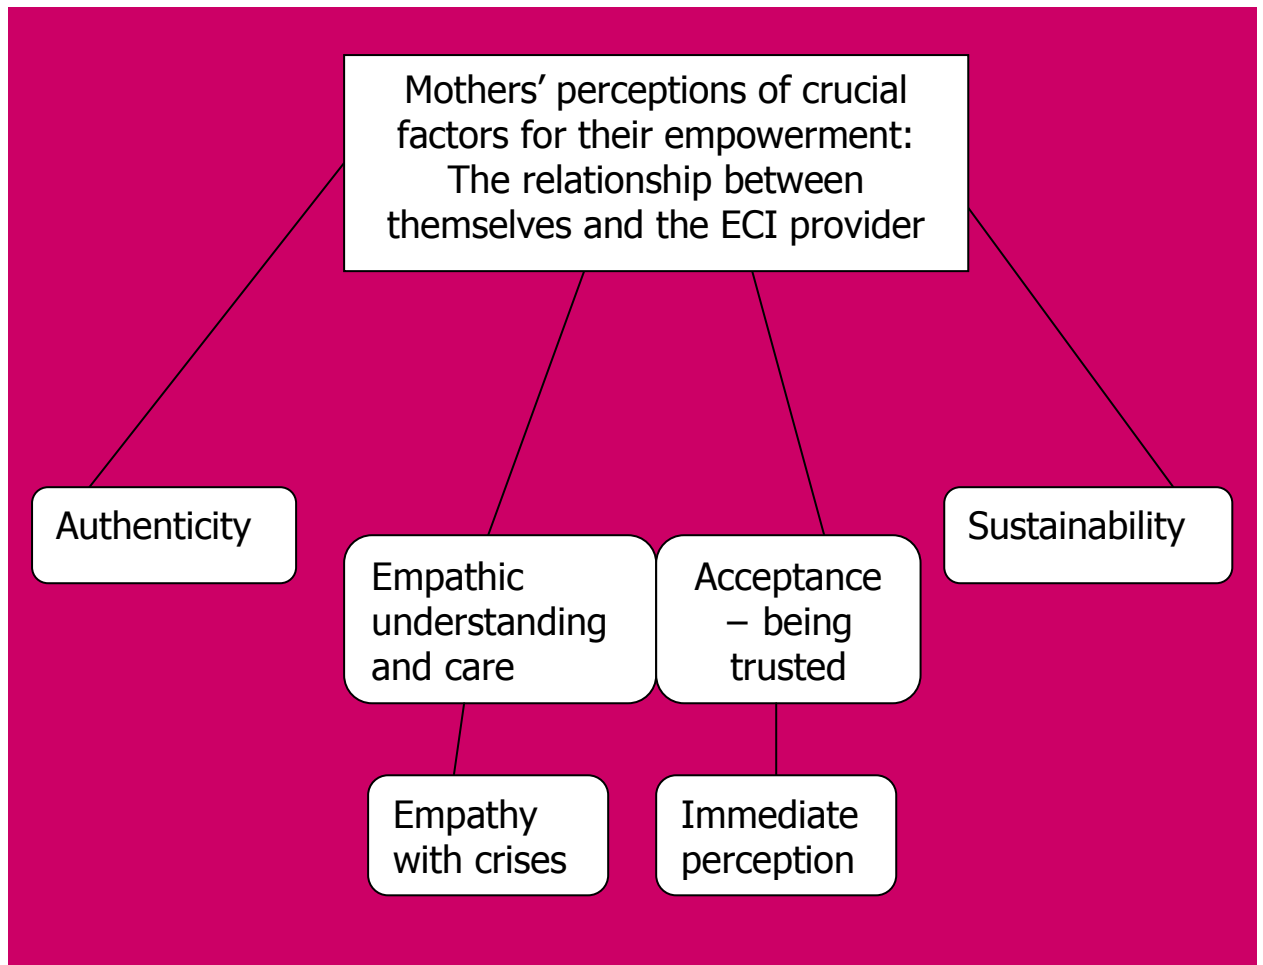 Mothers’ perceptions of crucial
factors for their empowerment:
The relationship between
themselves and the ECI provider
Authenticity
Sustainability
Empathic
understanding
and care
Acceptance
– being
trusted
Empathy
with crises
Immediate
perception